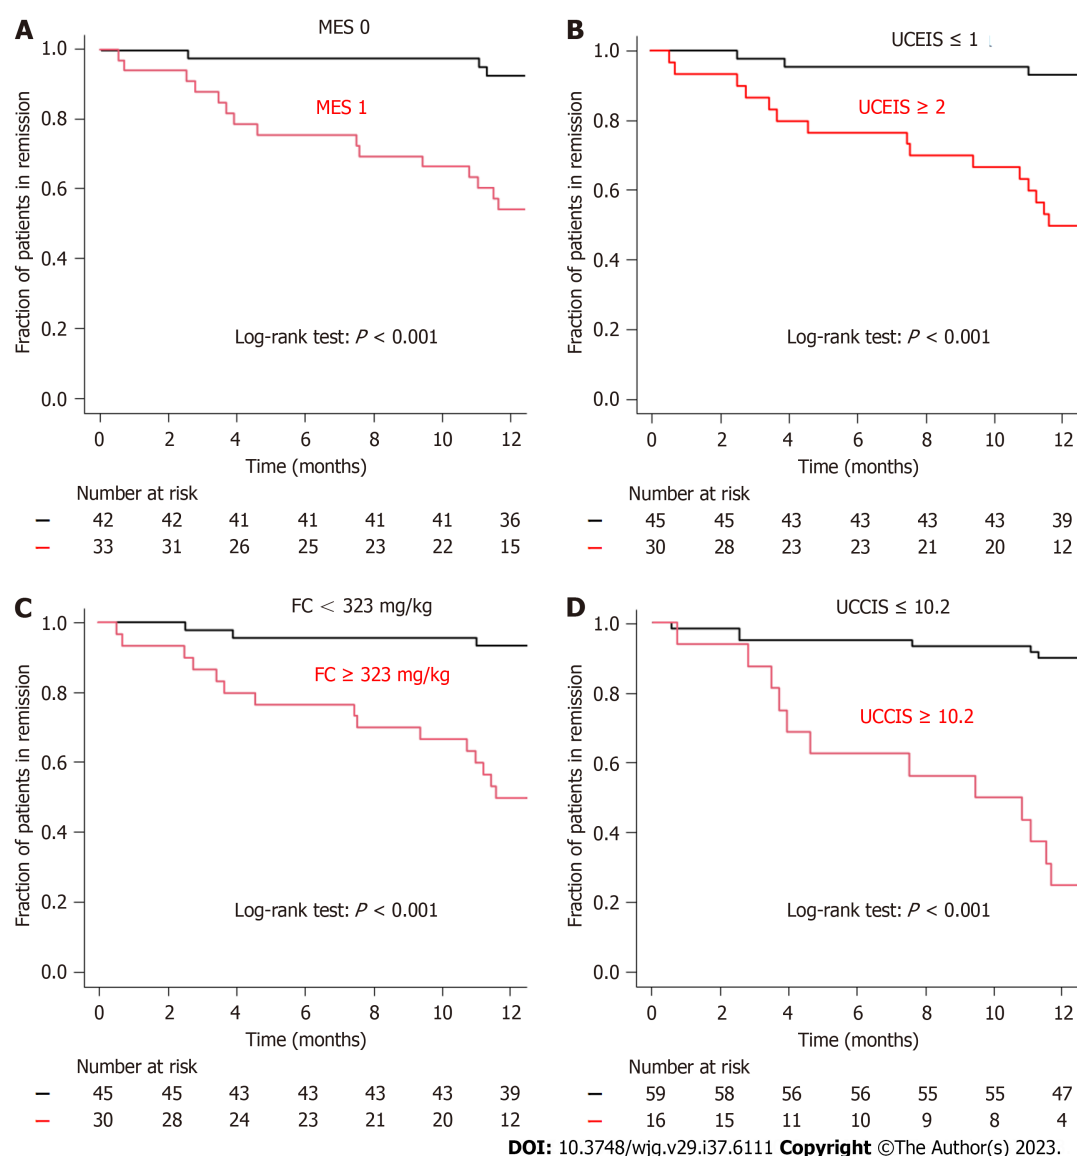 A
MES 0
1.0
MES 1
0.8
0.6
0.4
0.2
0.0
Fraction of patients in remission
Log-rank test: P < 0.001
0 2 4 6 8 10 12
Time (months)
Number at risk
42 42 41 41 41 41 36
33 31 26 25 23 22 15
B
UCEIS ≤ 1
1.0
UCEIS ≥ 2
0.8
0.6
0.4
0.2
0.0
Fraction of patients in remission
Log-rank test: P < 0.001
0 2 4 6 8 10 12
Time (months)
Number at risk
45 45 43 43 43 43 39
30 28 23 23 21 20 12
C
FC < 323 mg/kg
1.0
FC ≥ 323 mg/kg
0.8
0.6
0.4
0.2
0.0
Fraction of patients in remission
Log-rank test: P < 0.001
0 2 4 6 8 10 12
Time (months)
Number at risk
45 45 43 43 43 43 39
30 28 24 23 21 20 12
D
UCCIS ≤ 10.2
1.0
UCCIS ≥ 10.2
0.8
0.6
0.4
0.2
0.0
Fraction of patients in remission
Log-rank test: P < 0.001
0 2 4 6 8 10 12
Time (months)
Number at risk
59 58 56 56 55 55 47
16 15 11 10 9 8 4
DOI: 10.3748/wjg.v29.i37.6111 Copyright ©The Author(s) 2023.